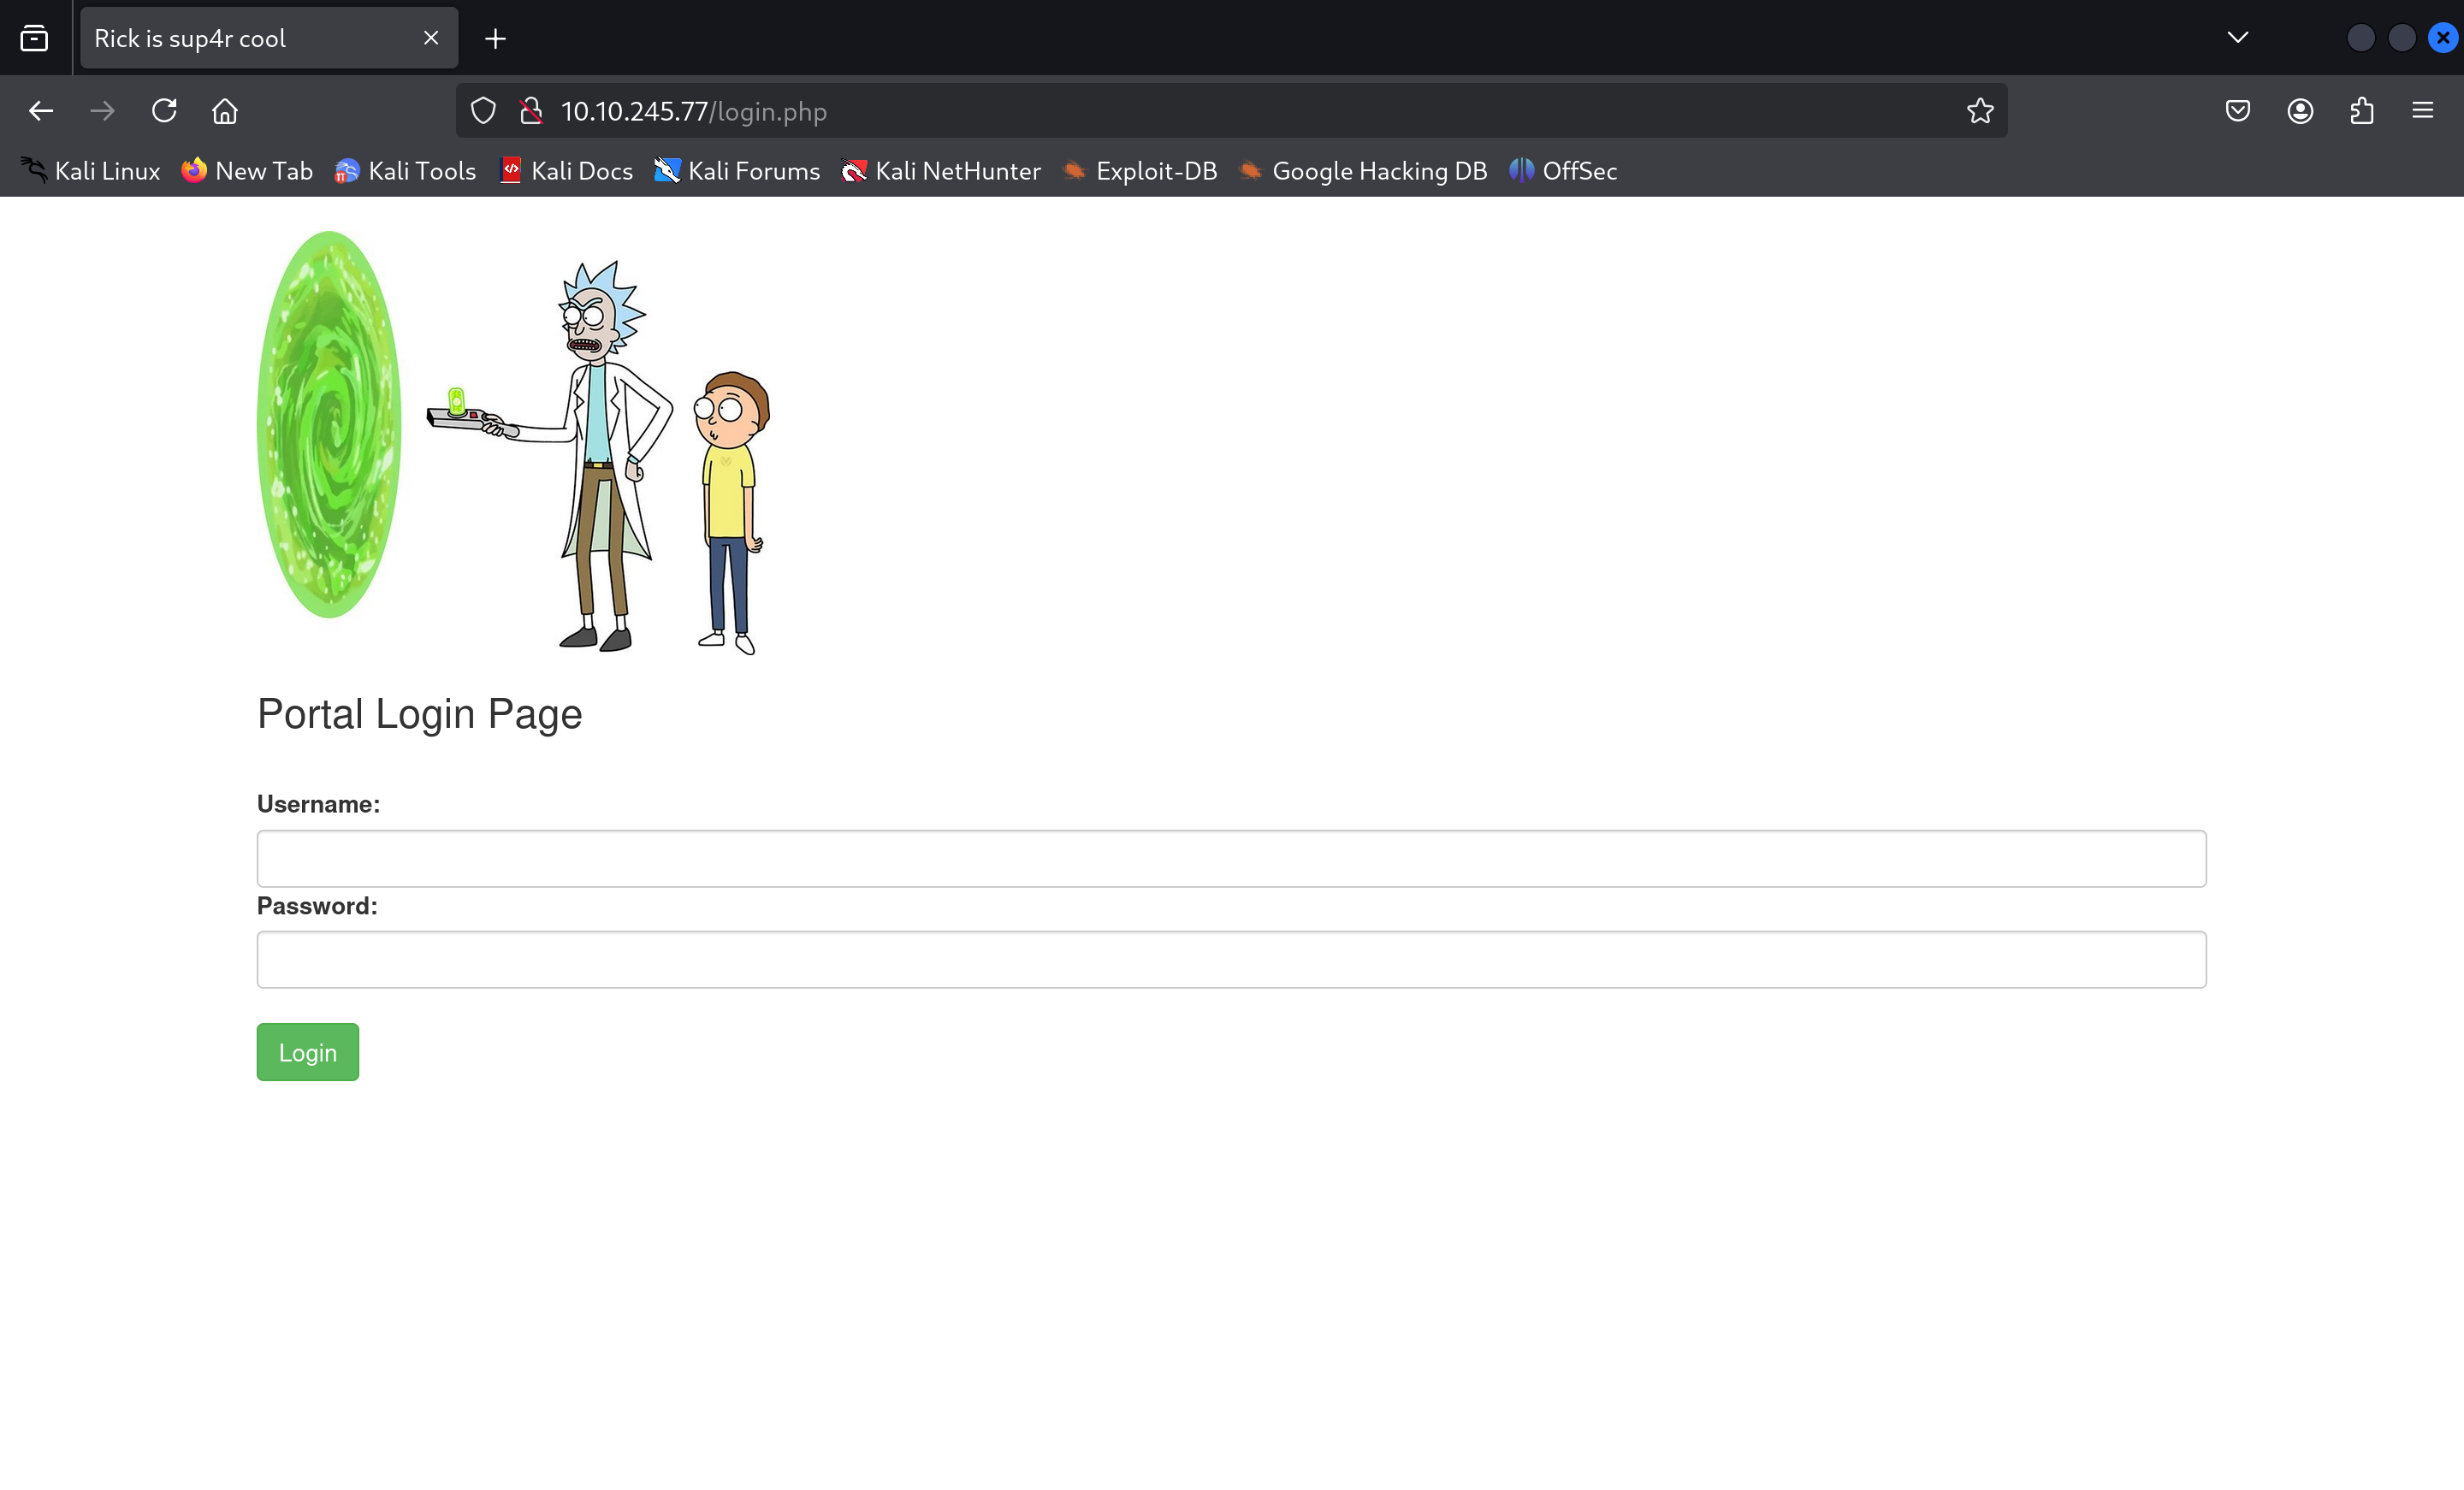 Rick is sup4r cool
10.10.245.77/login.php
Kali Linux New Tab Kali Tools Kali Docs Kali Forums Kali NetHunter Exploit-DB Google Hacking DB OffSec
Portal Login Page
Username:
Password:
Login